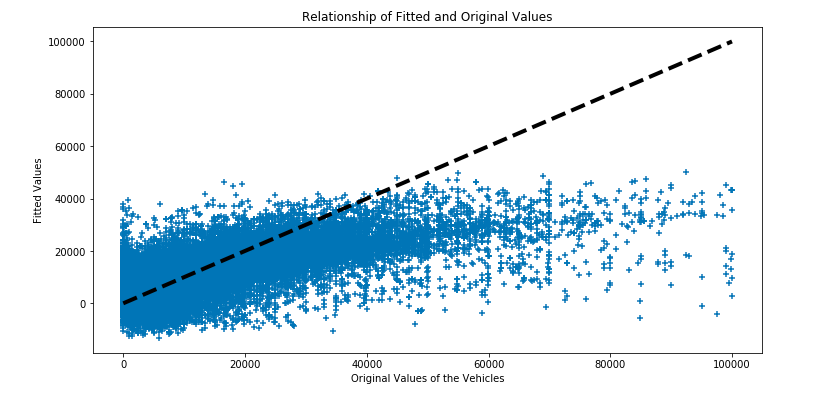 Relationship of Fitted and Original Values
100000
80000
60000
40000
20000
0
Fitted Values
0 20000 40000 60000 80000 100000
Original Values of the Vehicles